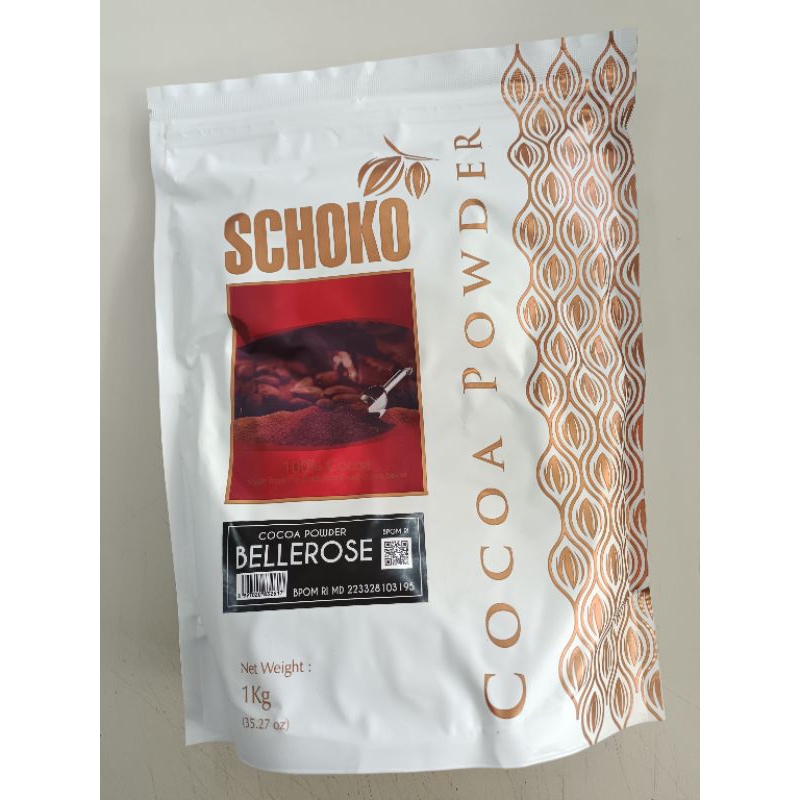 SCHOKO
100% Cocoa
COCOA POWDER
BELLEROSE
BPOM RI
BPOM RI MD 223328103195
Net Weight :
1Kg
(35.27 oz)
COCOA POWDER